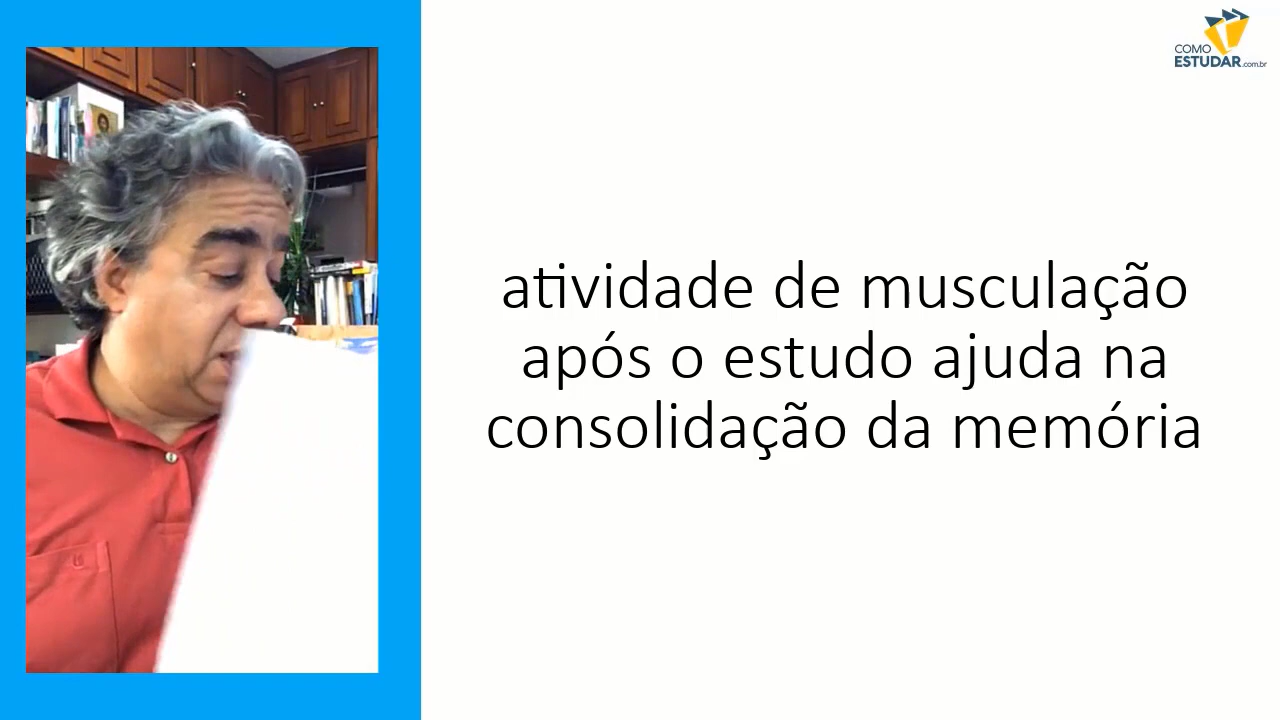 COMO
ESTUDAR.com.br
atividade de musculação
após o estudo ajuda na
consolidação da memória